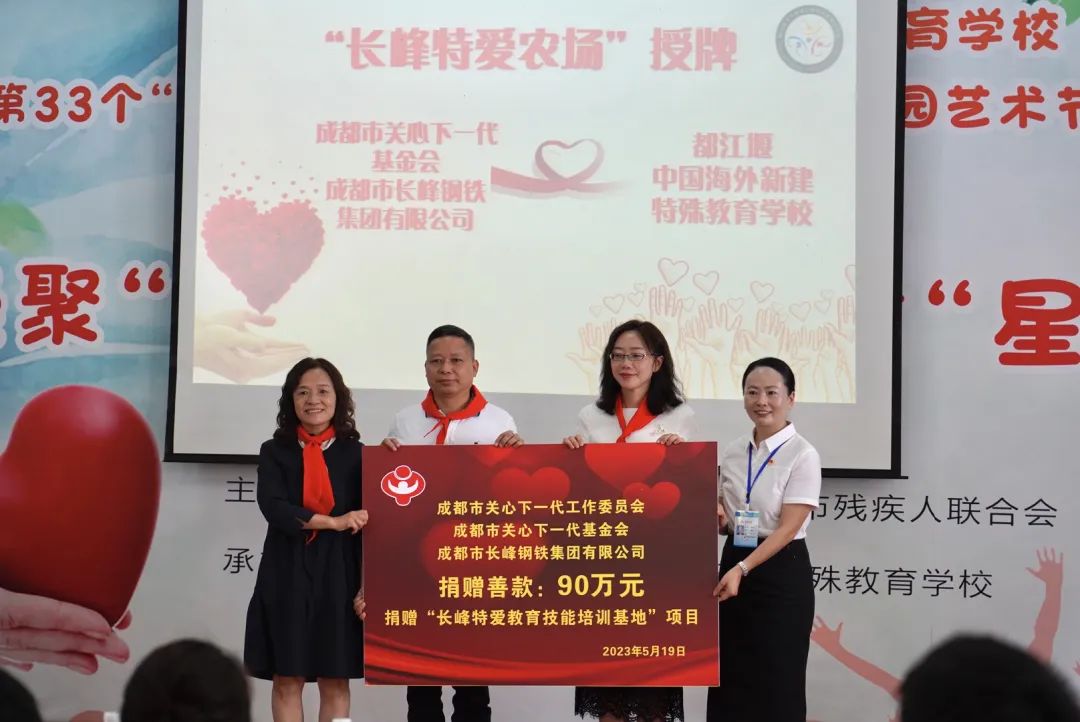 “长峰特爱农场”授牌
成都市关心下一代
基金会
成都市长峰钢铁
集团有限公司
都江堰
中国海外新建
特殊教育学校
第33个“
育学校
园艺术节
聚“
”“星
主
承
市残疾人联合会
殊教育学校
成都市关心下一代工作委员会
成都市关心下一代基金会
成都市长峰钢铁集团有限公司
捐赠善款：90万元
捐赠“长峰特爱教育技能培训基地”项目
2023年5月19日